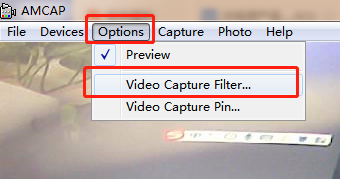 AMCAP
File Devices Options Capture Photo Help
Preview
Video Capture Filter...
Video Capture Pin...